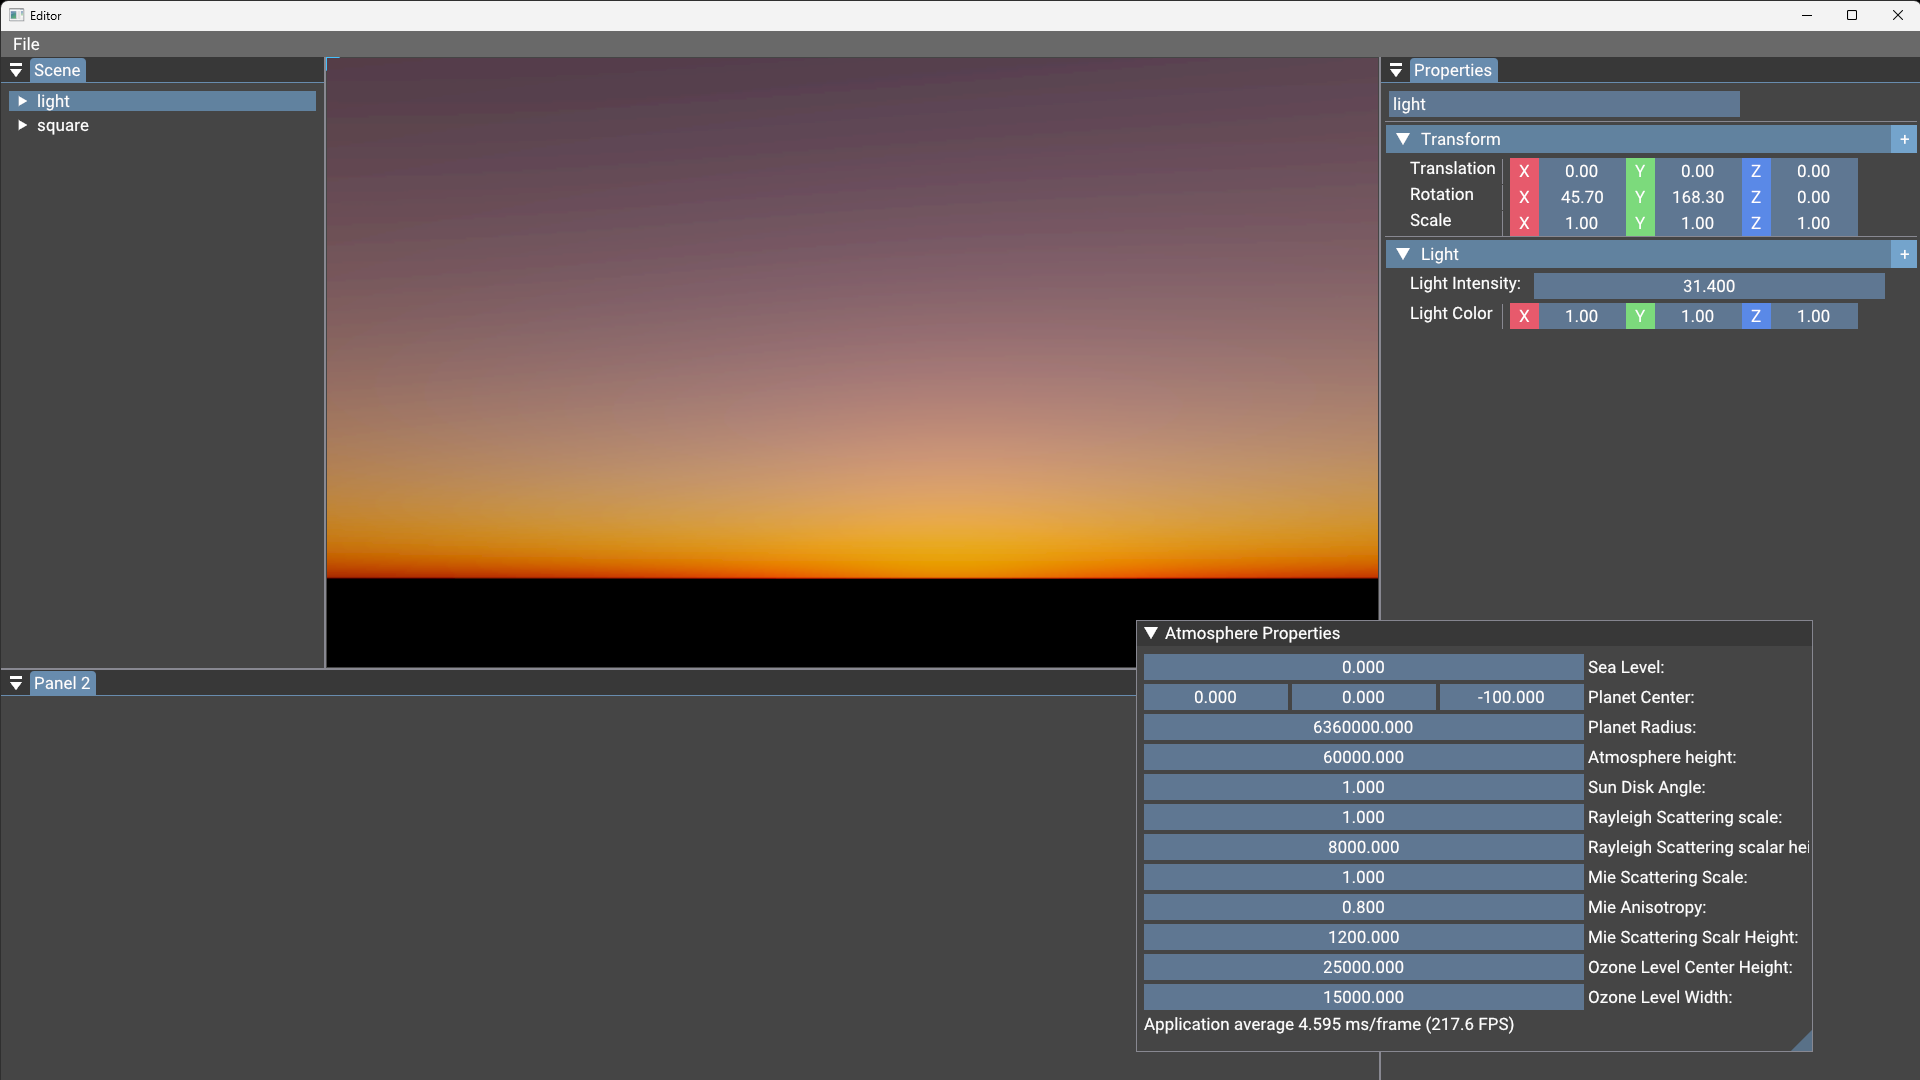 Editor
File
Scene
light
square
Properties
light
Transform +
Translation X 0.00 Y 0.00 Z 0.00
Rotation X 45.70 Y 168.30 Z 0.00
Scale X 1.00 Y 1.00 Z 1.00
Light +
Light Intensity: 31.400
Light Color X 1.00 Y 1.00 Z 1.00
Panel 2
Atmosphere Properties
0.000 Sea Level:
0.000 0.000 -100.000 Planet Center:
6360000.000 Planet Radius:
60000.000 Atmosphere height:
1.000 Sun Disk Angle:
1.000 Rayleigh Scattering scale:
8000.000 Rayleigh Scattering scalar hei
1.000 Mie Scattering Scale:
0.800 Mie Anisotropy:
1200.000 Mie Scattering Scalr Height:
25000.000 Ozone Level Center Height:
15000.000 Ozone Level Width:
Application average 4.595 ms/frame (217.6 FPS)